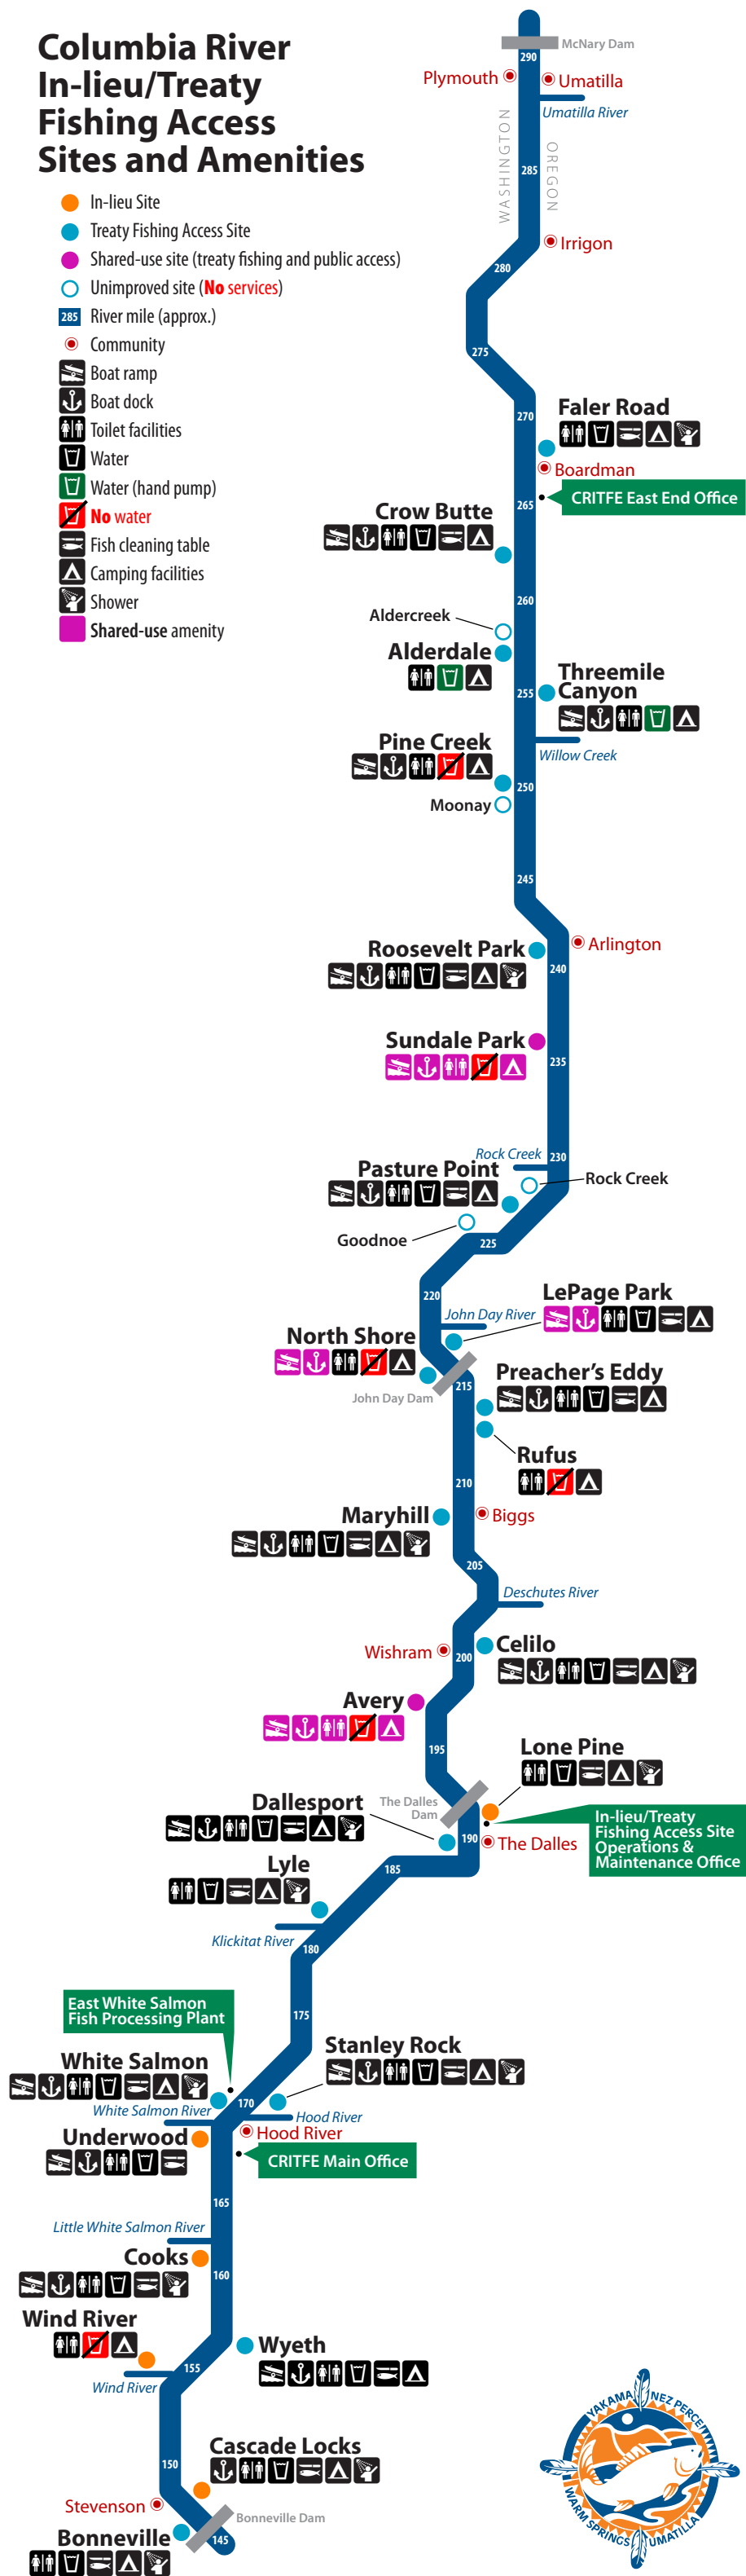 Columbia River
In-lieu/Treaty
Fishing Access
Sites and Amenities
In-lieu Site
Treaty Fishing Access Site
Shared-use site (treaty fishing and public access)
Unimproved site (No services)
285 River mile (approx.)
Community
Boat ramp
Boat dock
Toilet facilities
Water
Water (hand pump)
No water
Fish cleaning table
Camping facilities
Shower
Shared-use amenity
McNary Dam
290
Plymouth
Umatilla
Umatilla River
WASHINGTON
OREGON
285
Irrigon
280
275
270
Faler Road
Boardman
CRITFE East End Office
265
Crow Butte
260
Aldercreek
Alderdale
255
Threemile
Canyon
Willow Creek
Pine Creek
250
Moonay
245
Arlington
Roosevelt Park
240
Sundale Park
235
230
Rock Creek
Pasture Point
Rock Creek
Goodnoe
225
220
LePage Park
John Day River
North Shore
215
John Day Dam
Preacher's Eddy
Rufus
210
Maryhill
Biggs
205
Deschutes River
Celilo
Wishram
200
Avery
195
Lone Pine
Dallesport
The Dalles
Dam
In-lieu/Treaty
Fishing Access Site
Operations &
Maintenance Office
190
The Dalles
185
Lyle
Klickitat River
180
175
East White Salmon
Fish Processing Plant
Stanley Rock
White Salmon
170
White Salmon River
Hood River
Underwood
Hood River
CRITFE Main Office
165
Little White Salmon River
Cooks
160
Wind River
Wyeth
155
Wind River
Cascade Locks
150
Stevenson
Bonneville Dam
Bonneville
145
YAKAMA
NEZ PERCE
WARM SPRINGS
UMATILLA